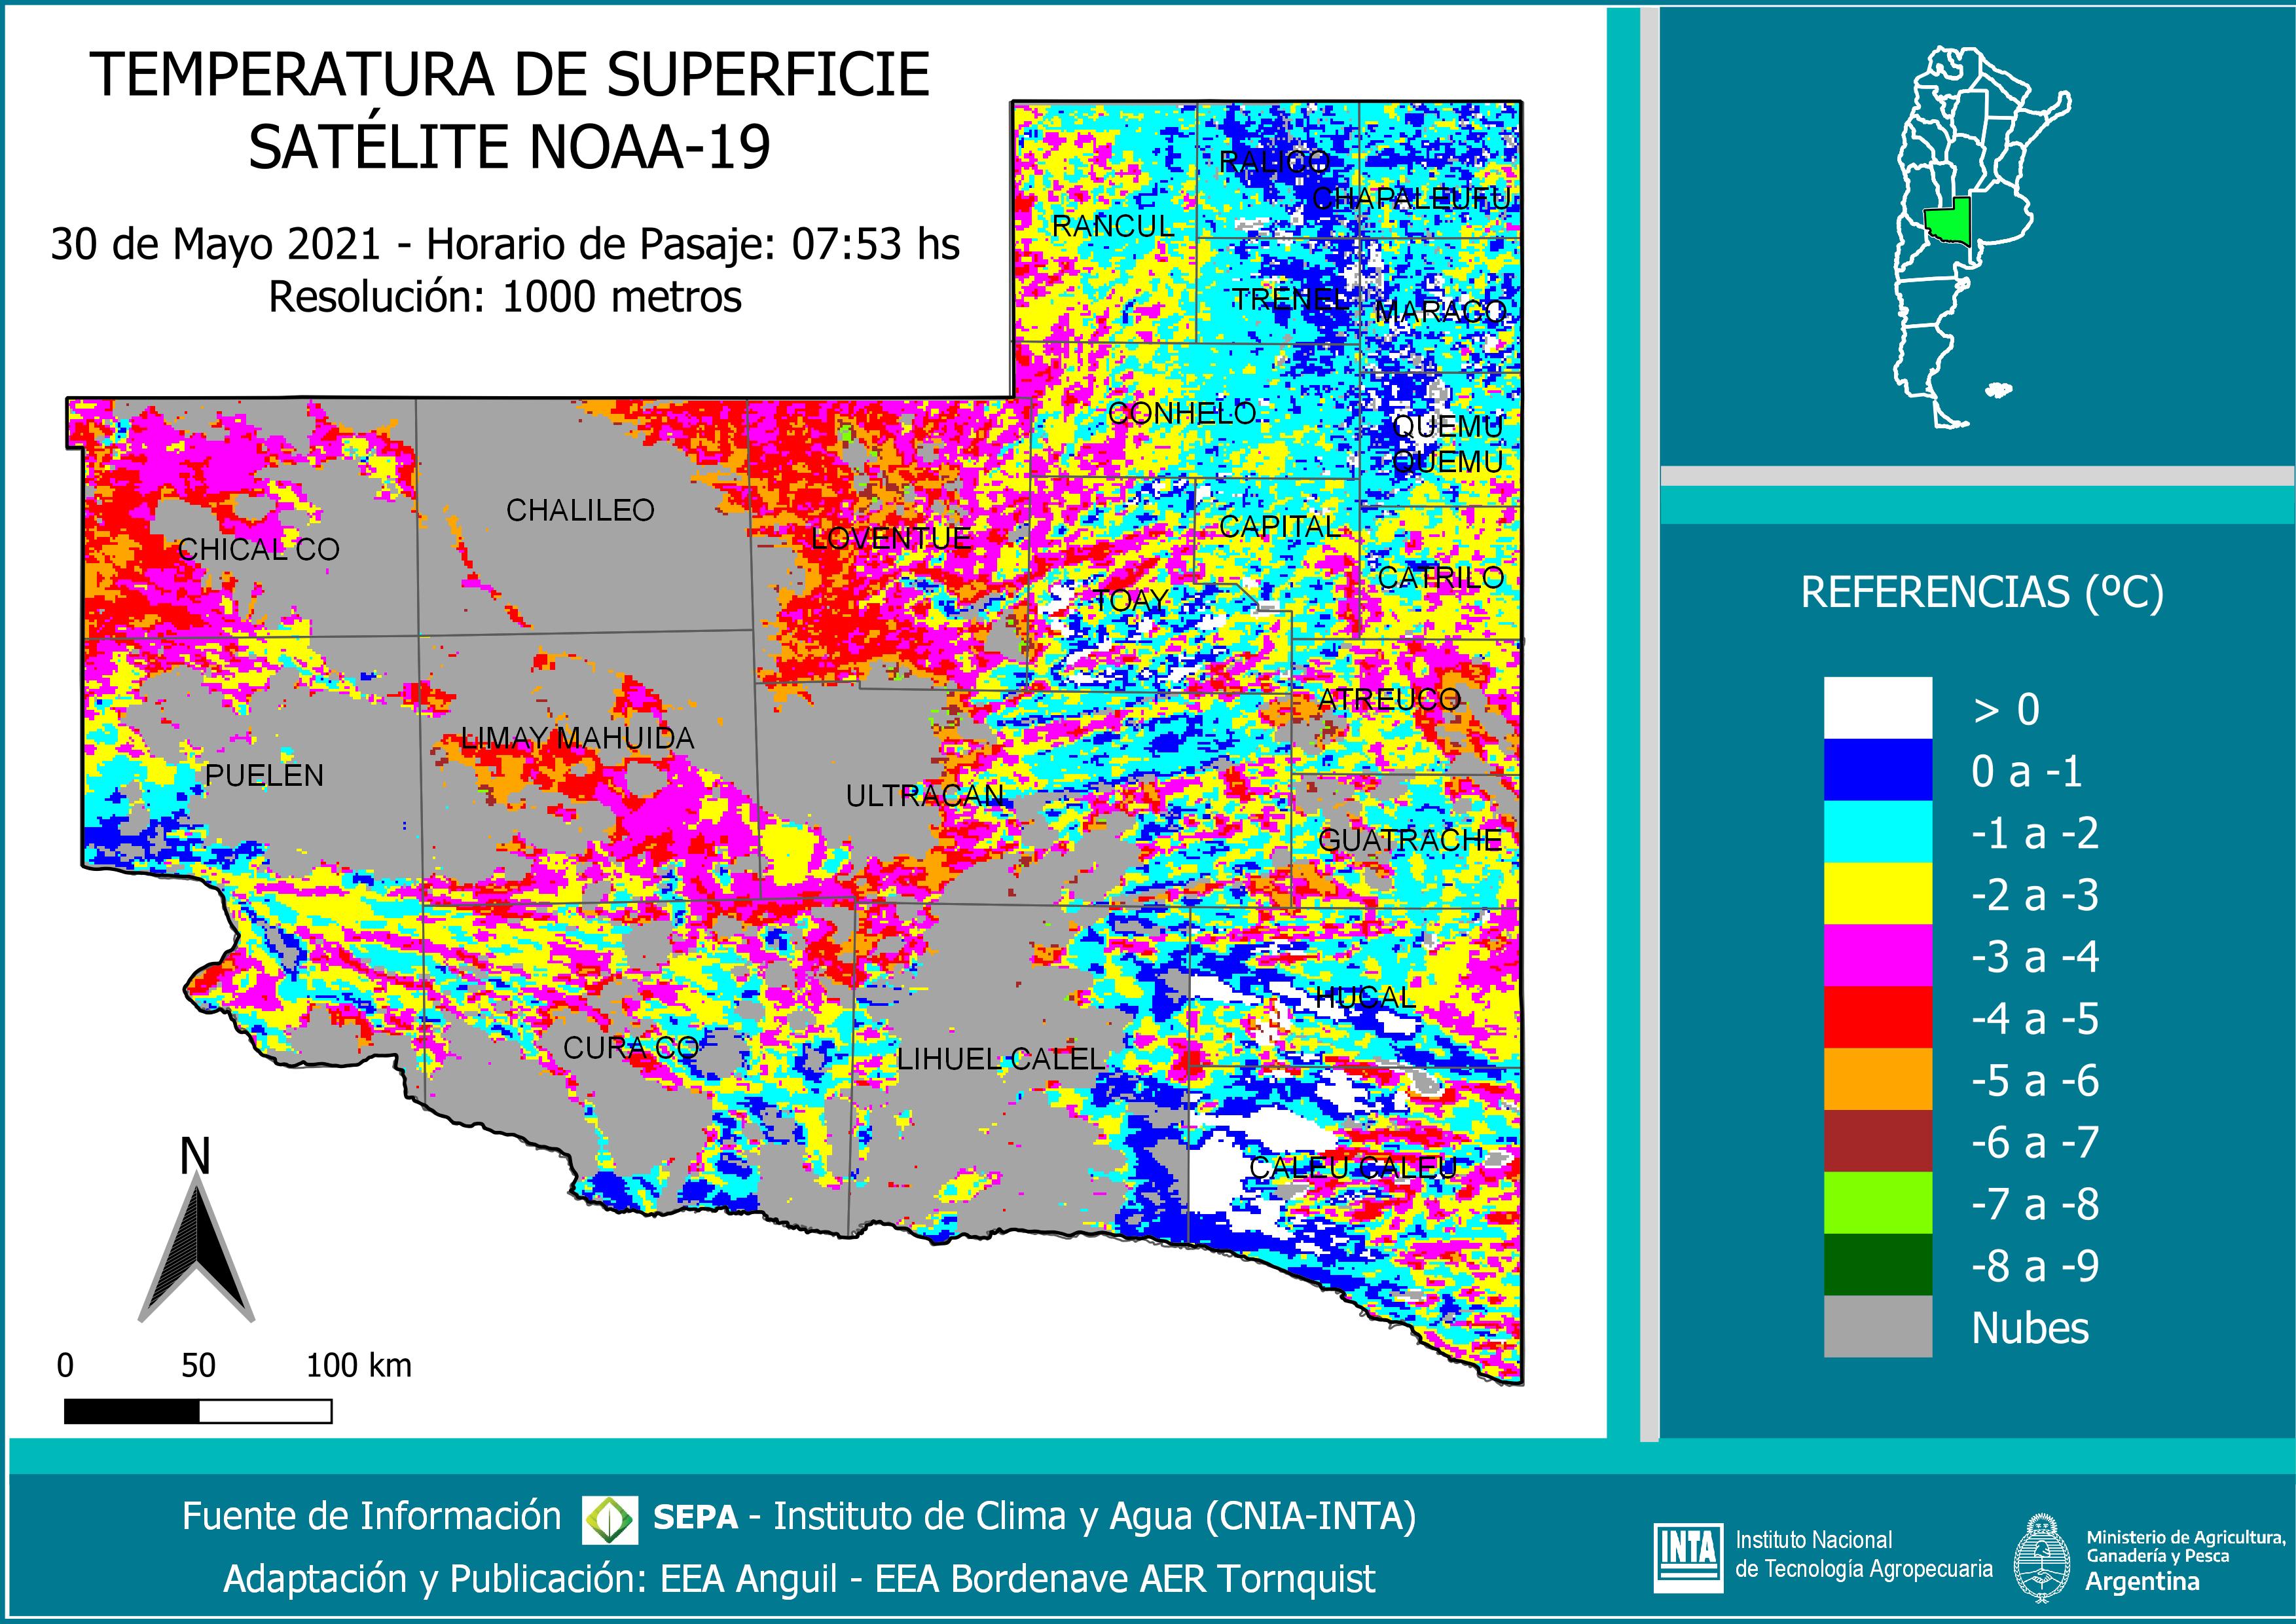 TEMPERATURA DE SUPERFICIE
SATÉLITE NOAA-19
30 de Mayo 2021 - Horario de Pasaje: 07:53 hs
Resolución: 1000 metros
RALICO
CHAPALEUFU
RANCUL
TRENEL
MARACO
CONHELO
QUEMU
QUEMU
CHALILEO
LOVENTUE
CAPITAL
CHICAL CO
CATRILO
TOAY
ATREUCO
LIMAY MAHUIDA
PUELEN
ULTRACAN
GUATRACHE
HUCAL
CURA CO
LIHUEL CALEL
CALEU CALEU
N
0 50 100 km
REFERENCIAS (ºC)
> 0
0 a -1
-1 a -2
-2 a -3
-3 a -4
-4 a -5
-5 a -6
-6 a -7
-7 a -8
-8 a -9
Nubes
Fuente de Información SEPA - Instituto de Clima y Agua (CNIA-INTA)
Adaptación y Publicación: EEA Anguil - EEA Bordenave AER Tornquist
INTA
Instituto Nacional
de Tecnología Agropecuaria
Ministerio de Agricultura,
Ganadería y Pesca
Argentina